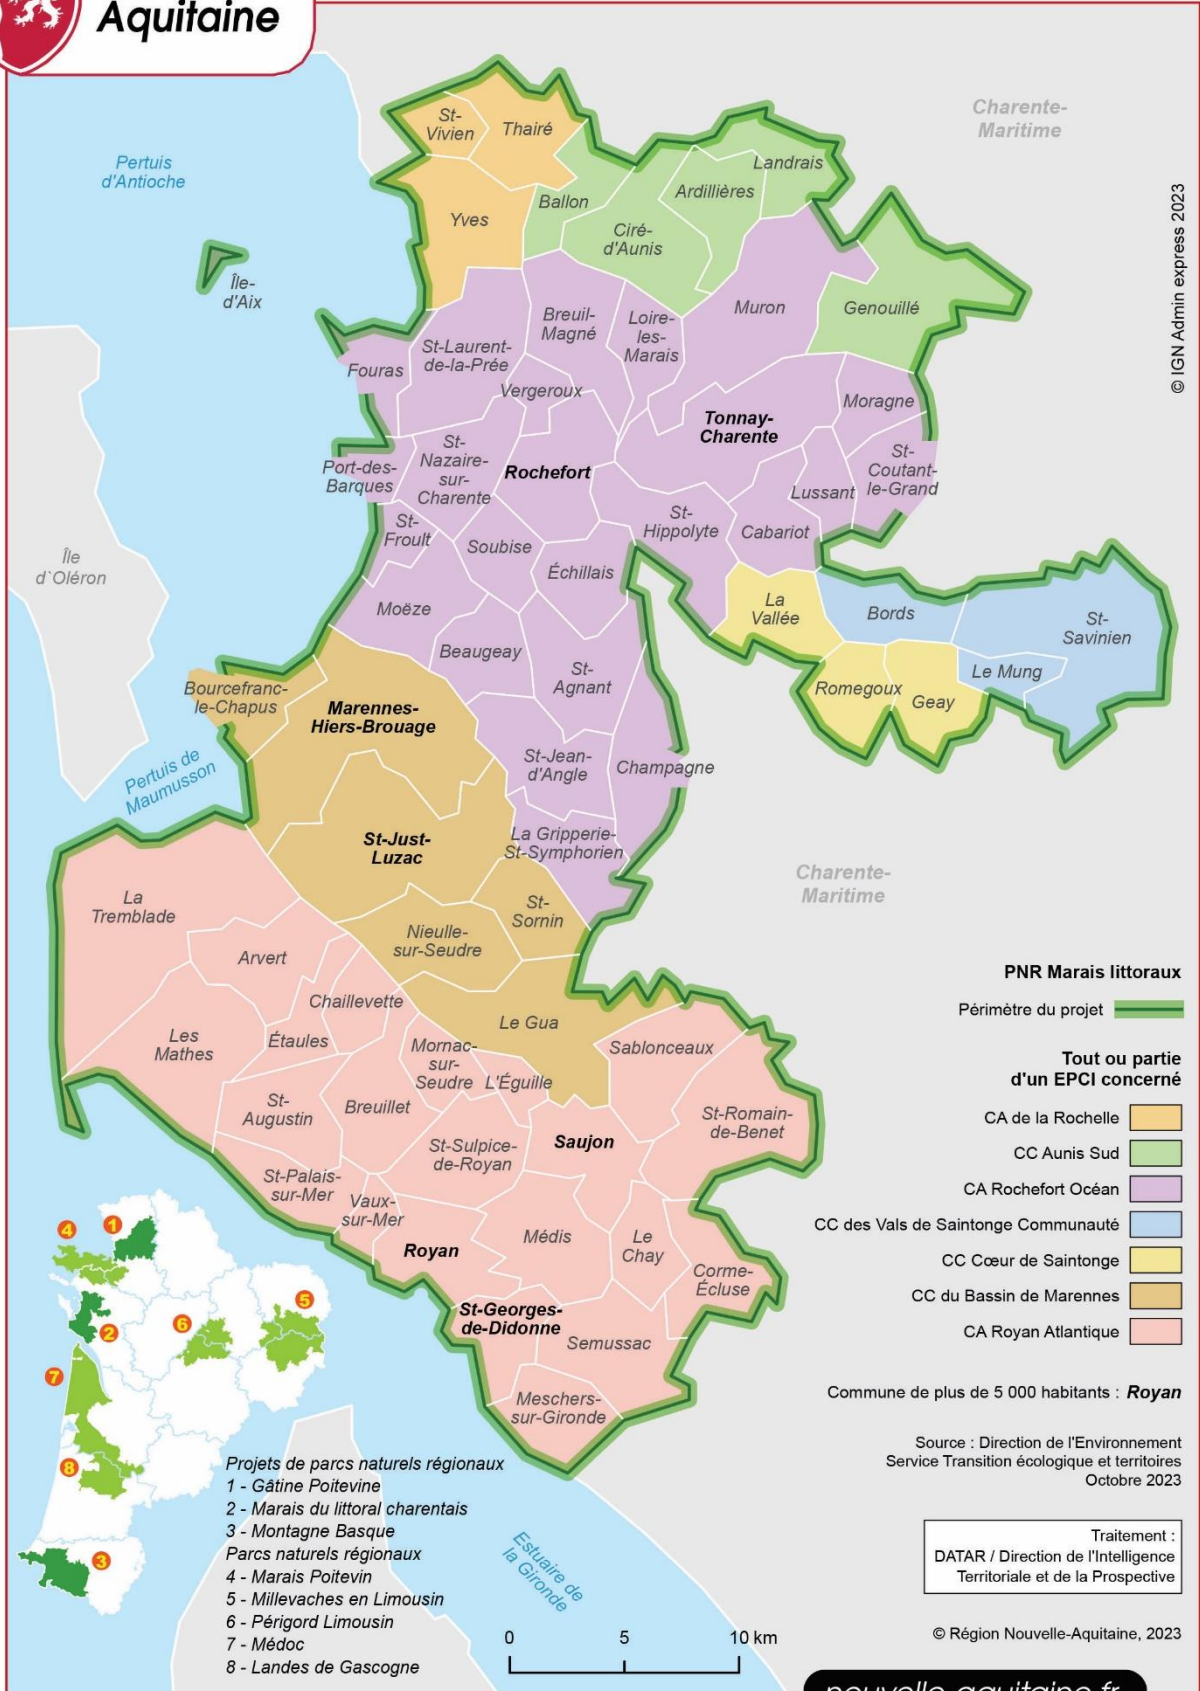 Aquitaine
Charente-
Maritime
Pertuis
d'Antioche
St-
Vivien
Thairé
Landrais
Ardillières
Ballon
Yves
Ciré-
d'Aunis
© IGN Admin express 2023
Île-
d'Aix
Muron
Genouillé
Breuil-
Magné
Loire-
les-
Marais
St-Laurent-
de-la-Prée
Fouras
Vergeroux
Moragne
Tonnay-
Charente
St-
Nazaire-
sur-
Charente
Port-des-
Barques
Rochefort
St-
Coutant-
le-Grand
Lussant
St-
Froult
St-
Hippolyte
Cabariot
Soubise
Échillais
Île
d`Oléron
Moëze
La
Vallée
Bords
St-
Savinien
Beaugeay
St-
Agnant
Le Mung
Romegoux
Geay
Bourcefranc-
le-Chapus
Marennes-
Hiers-Brouage
Pertuis de
Maumusson
St-Jean-
d'Angle
Champagne
La Gripperie-
St-Symphorien
St-Just-
Luzac
Charente-
Maritime
La
Tremblade
St-
Sornin
Nieulle-
sur-Seudre
Arvert
Chaillevette
Le Gua
Les
Mathes
Étaules
Mornac-
sur-
Seudre
L'Éguille
Sablonceaux
St-
Augustin
Breuillet
St-Romain-
de-Benet
St-Sulpice-
de-Royan
Saujon
St-Palais-
sur-Mer
Vaux-
sur-Mer
Royan
Médis
Le
Chay
Corme-
Écluse
St-Georges-
de-Didonne
Semussac
Meschers-
sur-Gironde
PNR Marais littoraux
Périmètre du projet
Tout ou partie
d'un EPCI concerné
CA de la Rochelle
CC Aunis Sud
CA Rochefort Océan
CC des Vals de Saintonge Communauté
CC Cœur de Saintonge
CC du Bassin de Marennes
CA Royan Atlantique
Commune de plus de 5 000 habitants : Royan
Source : Direction de l'Environnement
Service Transition écologique et territoires
Octobre 2023
Traitement :
DATAR / Direction de l'Intelligence
Territoriale et de la Prospective
© Région Nouvelle-Aquitaine, 2023
1
4
5
6
2
7
8
3
Projets de parcs naturels régionaux
1 - Gâtine Poitevine
2 - Marais du littoral charentais
3 - Montagne Basque
Parcs naturels régionaux
4 - Marais Poitevin
5 - Millevaches en Limousin
6 - Périgord Limousin
7 - Médoc
8 - Landes de Gascogne
Estuaire de
la Gironde
0 5 10 km
nouvelle-aquitaine.fr